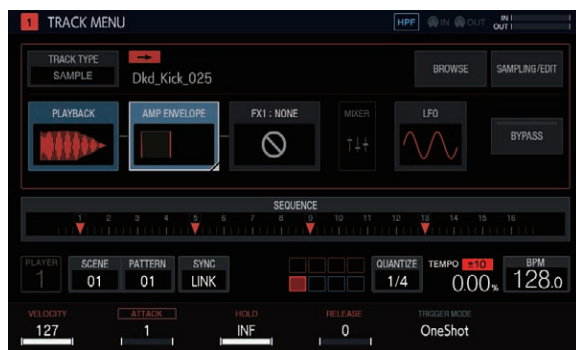 1 TRACK MENU HPF IN OUT IN
OUT
TRACK TYPE
SAMPLE Dkd_Kick_025 BROWSE SAMPLING/EDIT
PLAYBACK AMP ENVELOPE FX1 : NONE MIXER LFO
BYPASS
SEQUENCE
1 2 3 4 5 6 7 8 9 10 11 12 13 14 15 16
PLAYER SCENE PATTERN SYNC QUANTIZE TEMPO ±10 BPM
1 01 01 LINK 1/4 0.00% 128.0
VELOCITY ATTACK HOLD RELEASE TRIGGER MODE
127 1 INF 0 OneShot